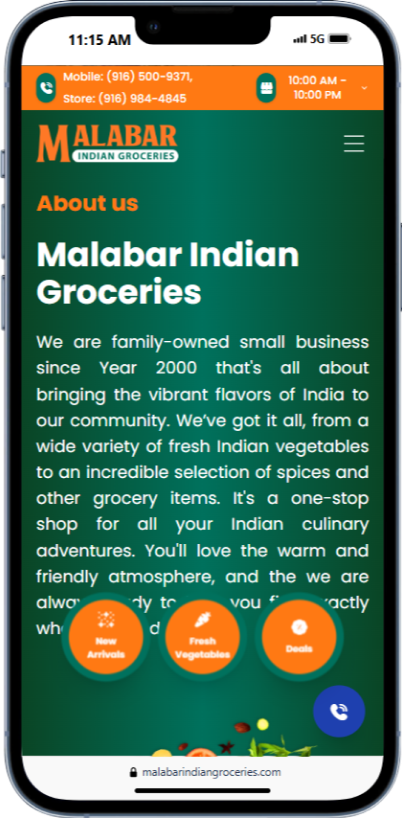 11:15 AM
5G
Mobile: (916) 500-9371,
Store: (916) 984-4845
10:00 AM -
10:00 PM
MALABAR
INDIAN GROCERIES
About us
Malabar Indian
Groceries
We are family-owned small business
since Year 2000 that's all about
bringing the vibrant flavors of India to
our community. We've got it all, from a
wide variety of fresh Indian vegetables
to an incredible selection of spices and
other grocery items. It's a one-stop
shop for all your Indian culinary
adventures. You'll love the warm and
friendly atmosphere, and the we are
you
New
Arrivals
Fresh
Vegetables
Deals
malabarindiangroceries.com